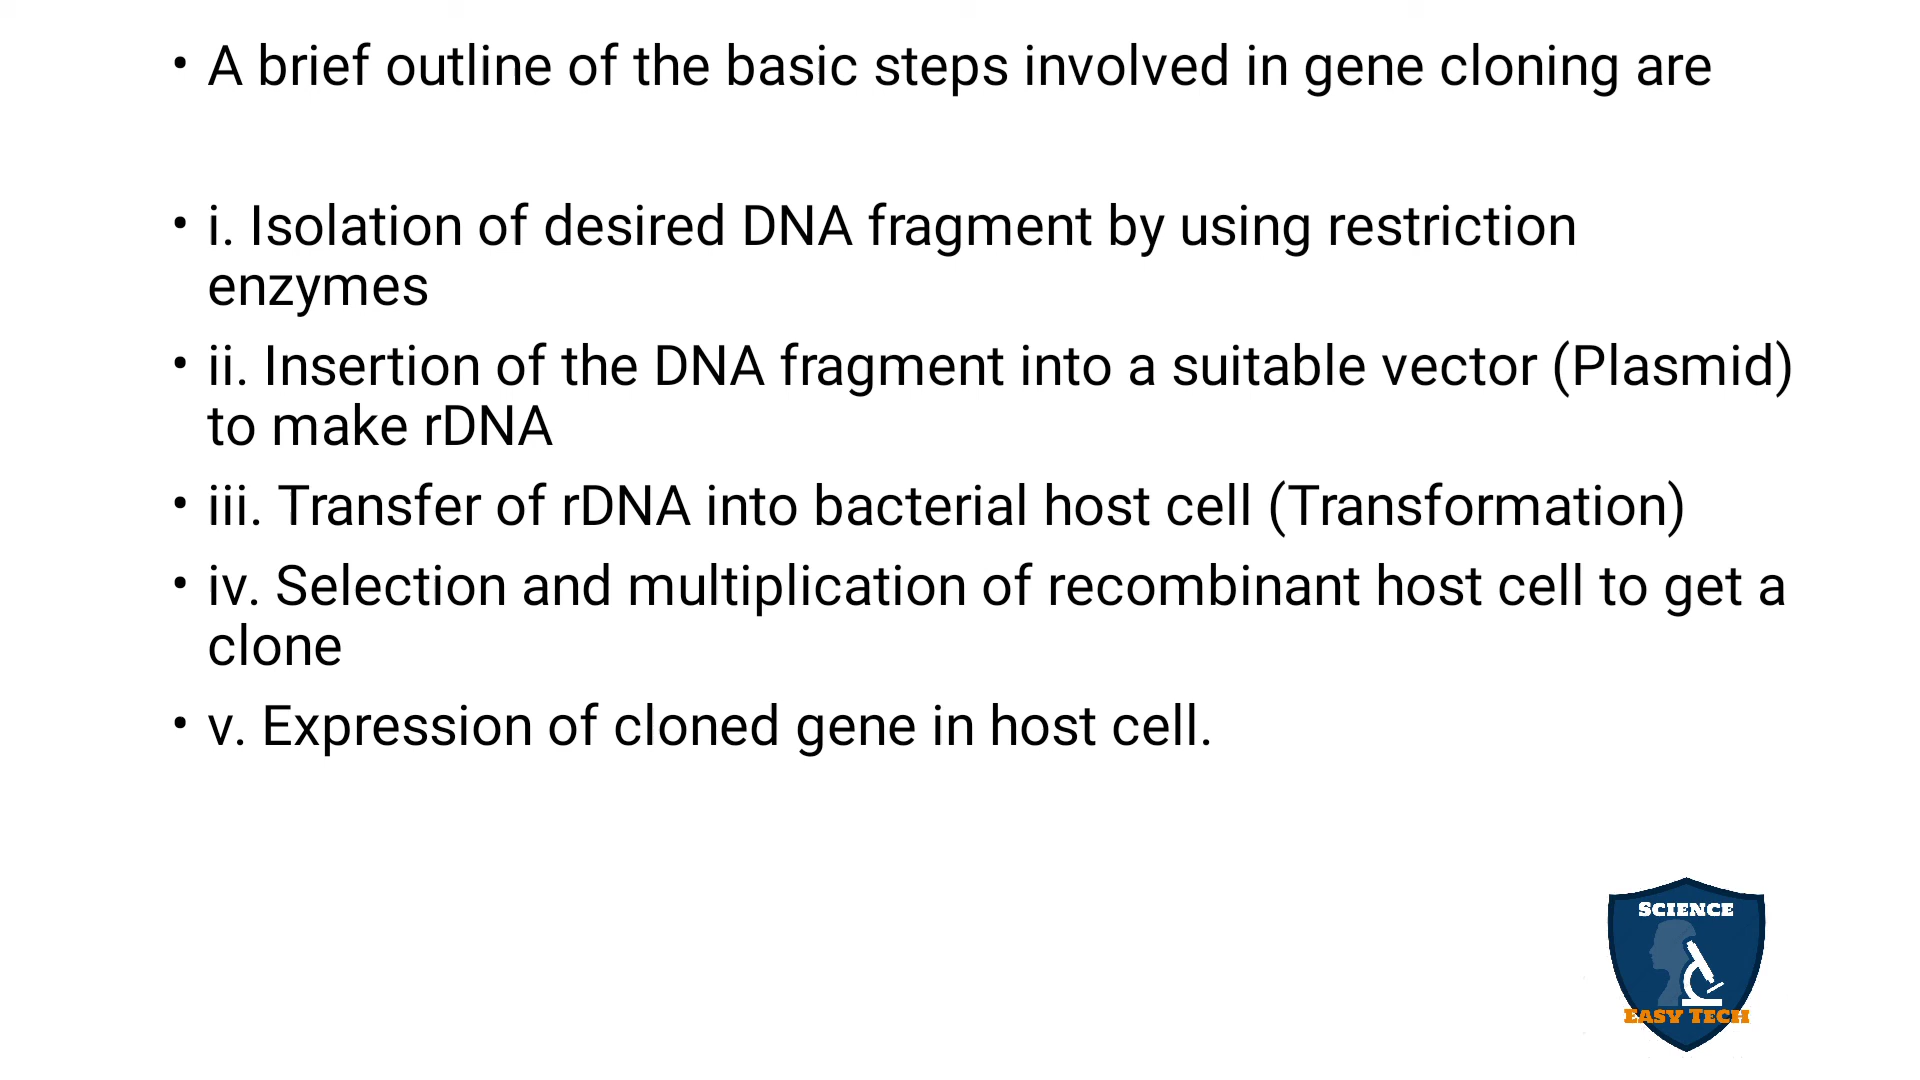 • A brief outline of the basic steps involved in gene cloning are
• i. Isolation of desired DNA fragment by using restriction
enzymes
• ii. Insertion of the DNA fragment into a suitable vector (Plasmid)
to make rDNA
• iii. Transfer of rDNA into bacterial host cell (Transformation)
• iv. Selection and multiplication of recombinant host cell to get a
clone
• v. Expression of cloned gene in host cell.
SCIENCE
EASY TECH